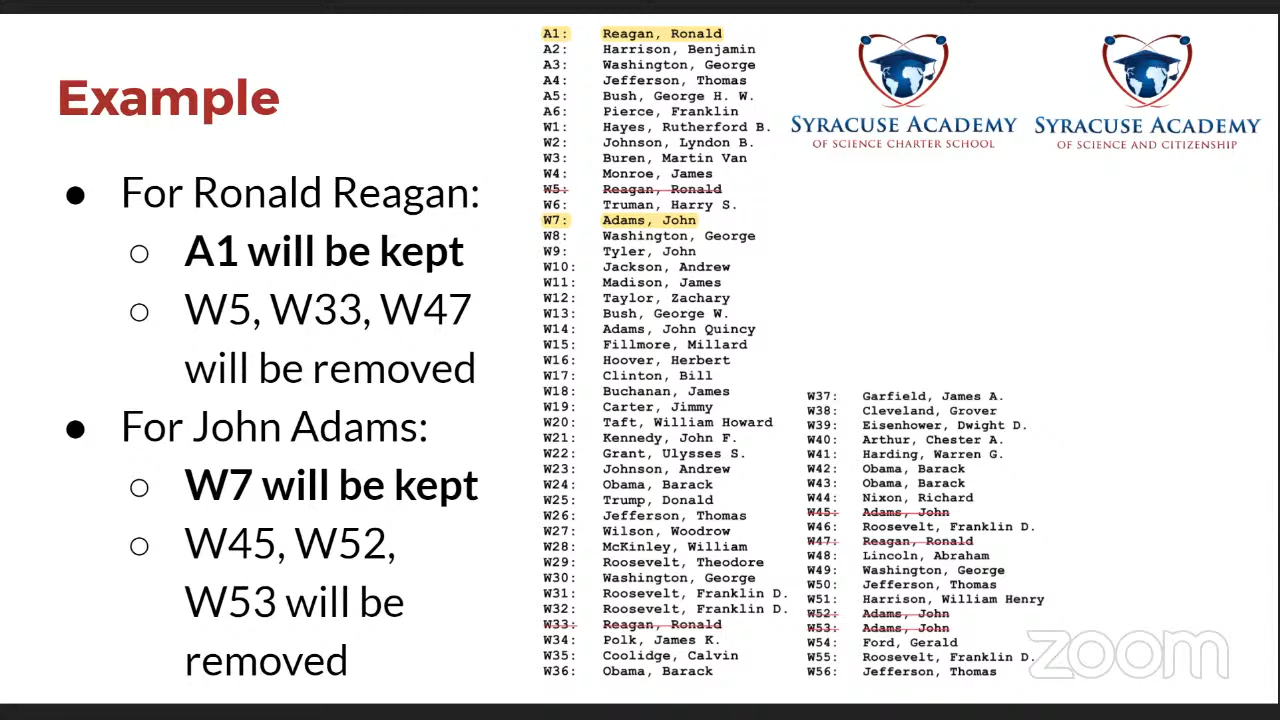 Example
● For Ronald Reagan:
○ A1 will be kept
○ W5, W33, W47
will be removed
● For John Adams:
○ W7 will be kept
○ W45, W52,
W53 will be
removed
A1: Reagan, Ronald
A2: Harrison, Benjamin
A3: Washington, George
A4: Jefferson, Thomas
A5: Bush, George H. W.
A6: Pierce, Franklin
W1: Hayes, Rutherford B.
W2: Johnson, Lyndon B.
W3: Buren, Martin Van
W4: Monroe, James
W5: Reagan, Ronald
W6: Truman, Harry S.
W7: Adams, John
W8: Washington, George
W9: Tyler, John
W10: Jackson, Andrew
W11: Madison, James
W12: Taylor, Zachary
W13: Bush, George W.
W14: Adams, John Quincy
W15: Fillmore, Millard
W16: Hoover, Herbert
W17: Clinton, Bill
W18: Buchanan, James
W19: Carter, Jimmy
W20: Taft, William Howard
W21: Kennedy, John F.
W22: Grant, Ulysses S.
W23: Johnson, Andrew
W24: Obama, Barack
W25: Trump, Donald
W26: Jefferson, Thomas
W27: Wilson, Woodrow
W28: McKinley, William
W29: Roosevelt, Theodore
W30: Washington, George
W31: Roosevelt, Franklin D.
W32: Roosevelt, Franklin D.
W33: Reagan, Ronald
W34: Polk, James K.
W35: Coolidge, Calvin
W36: Obama, Barack
SYRACUSE ACADEMY
OF SCIENCE CHARTER SCHOOL
SYRACUSE ACADEMY
OF SCIENCE AND CITIZENSHIP
W37: Garfield, James A.
W38: Cleveland, Grover
W39: Eisenhower, Dwight D.
W40: Arthur, Chester A.
W41: Harding, Warren G.
W42: Obama, Barack
W43: Obama, Barack
W44: Nixon, Richard
W45: Adams, John
W46: Roosevelt, Franklin D.
W47: Reagan, Ronald
W48: Lincoln, Abraham
W49: Washington, George
W50: Jefferson, Thomas
W51: Harrison, William Henry
W52: Adams, John
W53: Adams, John
W54: Ford, Gerald
W55: Roosevelt, Franklin D.
W56: Jefferson, Thomas
zoom